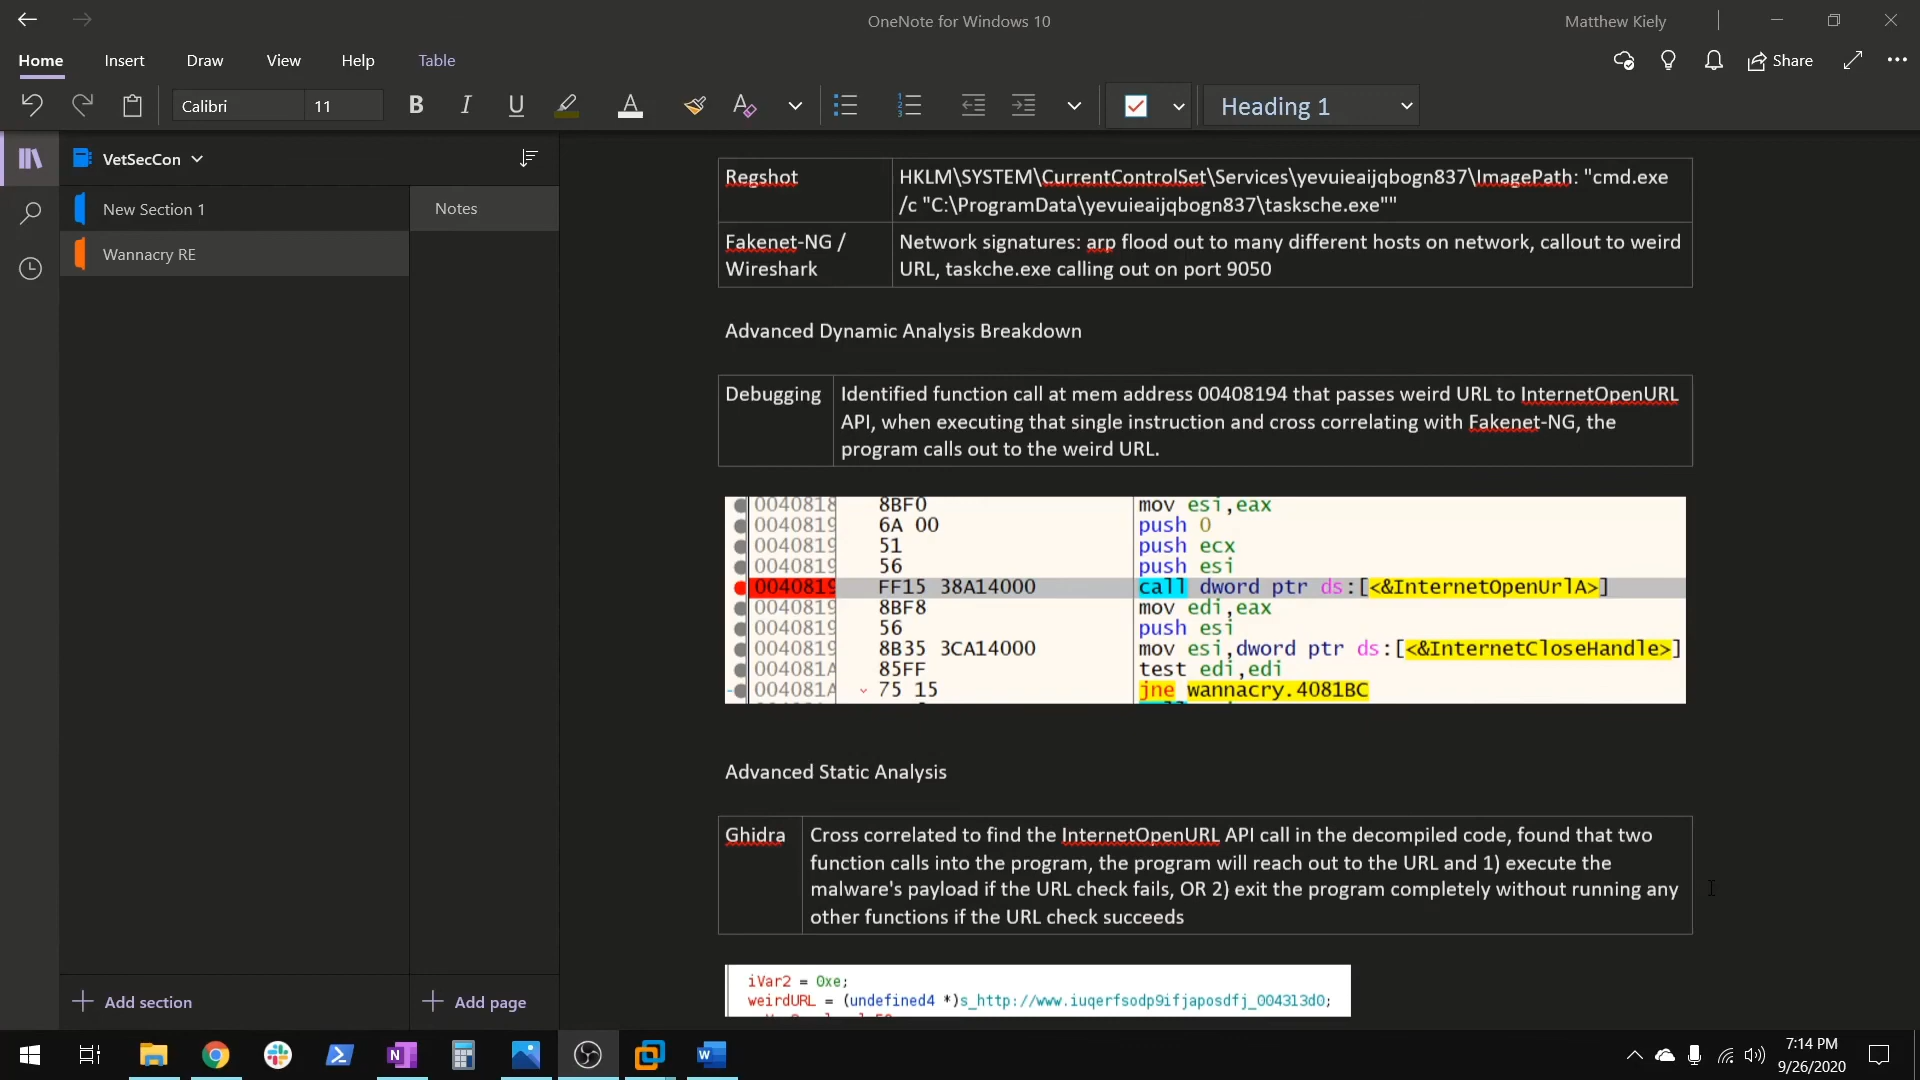 OneNote for Windows 10
Matthew Kiely
Home
Insert
Draw
View
Help
Table
Share
Calibri
11
B
I
U
A
Heading 1
VetSecCon
New Section 1
Wannacry RE
Notes
Regshot
HKLM\SYSTEM\CurrentControlSet\Services\yevuieaijqbogn837\ImagePath: "cmd.exe
/c "C:\ProgramData\yevuieaijqbogn837\tasksche.exe""
Fakenet-NG /
Wireshark
Network signatures: arp flood out to many different hosts on network, callout to weird
URL, taskche.exe calling out on port 9050
Advanced Dynamic Analysis Breakdown
Debugging
Identified function call at mem address 00408194 that passes weird URL to InternetOpenURL
API, when executing that single instruction and cross correlating with Fakenet-NG, the
program calls out to the weird URL.
0040818 8BF0 mov esi,eax
0040819 6A 00 push 0
0040819 51 push ecx
0040819 56 push esi
0040819 FF15 38A14000 call dword ptr ds:[<&InternetOpenUrlA>]
0040819 8BF8 mov edi,eax
0040819 56 push esi
0040819 8B35 3CA14000 mov esi,dword ptr ds:[<&InternetCloseHandle>]
004081A 85FF test edi,edi
004081A 75 15 jne wannacry.4081BC
Advanced Static Analysis
Ghidra
Cross correlated to find the InternetOpenURL API call in the decompiled code, found that two
function calls into the program, the program will reach out to the URL and 1) execute the
malware's payload if the URL check fails, OR 2) exit the program completely without running any
other functions if the URL check succeeds
iVar2 = 0xe;
weirdURL = (undefined4 *)s_http://www.iuqerfsodp9ifjaposdfj_004313d0;
Add section
Add page
7:14 PM
9/26/2020